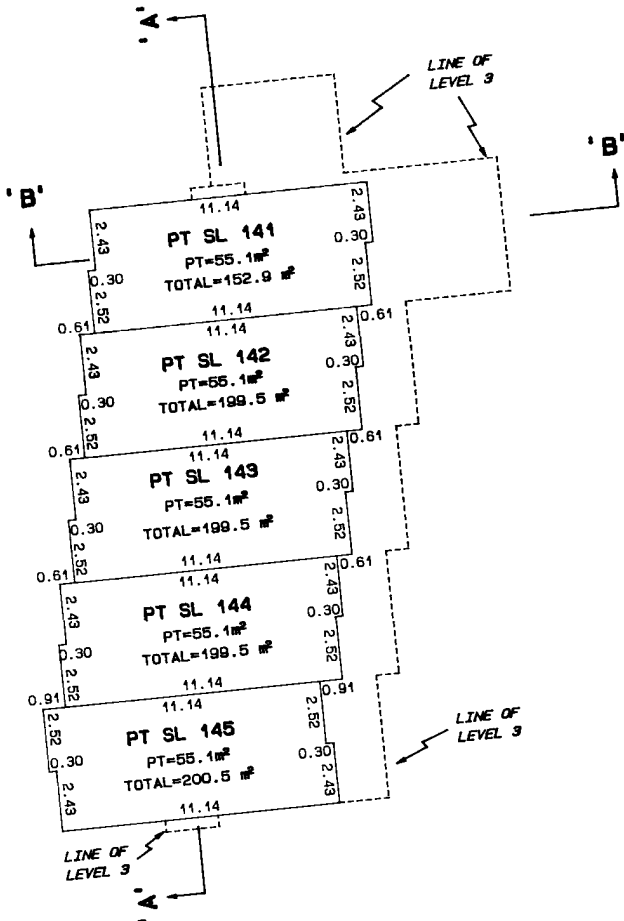 'A'
LINE OF
LEVEL 3
'B'
'B'
11.14
2.43
2.43
PT SL 141
PT=55.1m²
TOTAL=152.9 m²
0.30
0.30
2.52
2.52
0.61
11.14
11.14
0.61
2.43
2.43
PT SL 142
PT=55.1m²
TOTAL=199.5 m²
0.30
0.30
2.52
2.52
0.61
11.14
11.14
0.61
2.43
2.43
PT SL 143
PT=55.1m²
TOTAL=199.5 m²
0.30
0.30
2.52
2.52
0.61
11.14
11.14
0.61
2.43
2.43
PT SL 144
PT=55.1m²
TOTAL=199.5 m²
0.30
0.30
2.52
2.52
0.91
11.14
11.14
0.91
2.52
2.52
PT SL 145
PT=55.1m²
TOTAL=200.5 m²
0.30
0.30
2.43
2.43
11.14
LINE OF
LEVEL 3
LINE OF
LEVEL 3
'A'